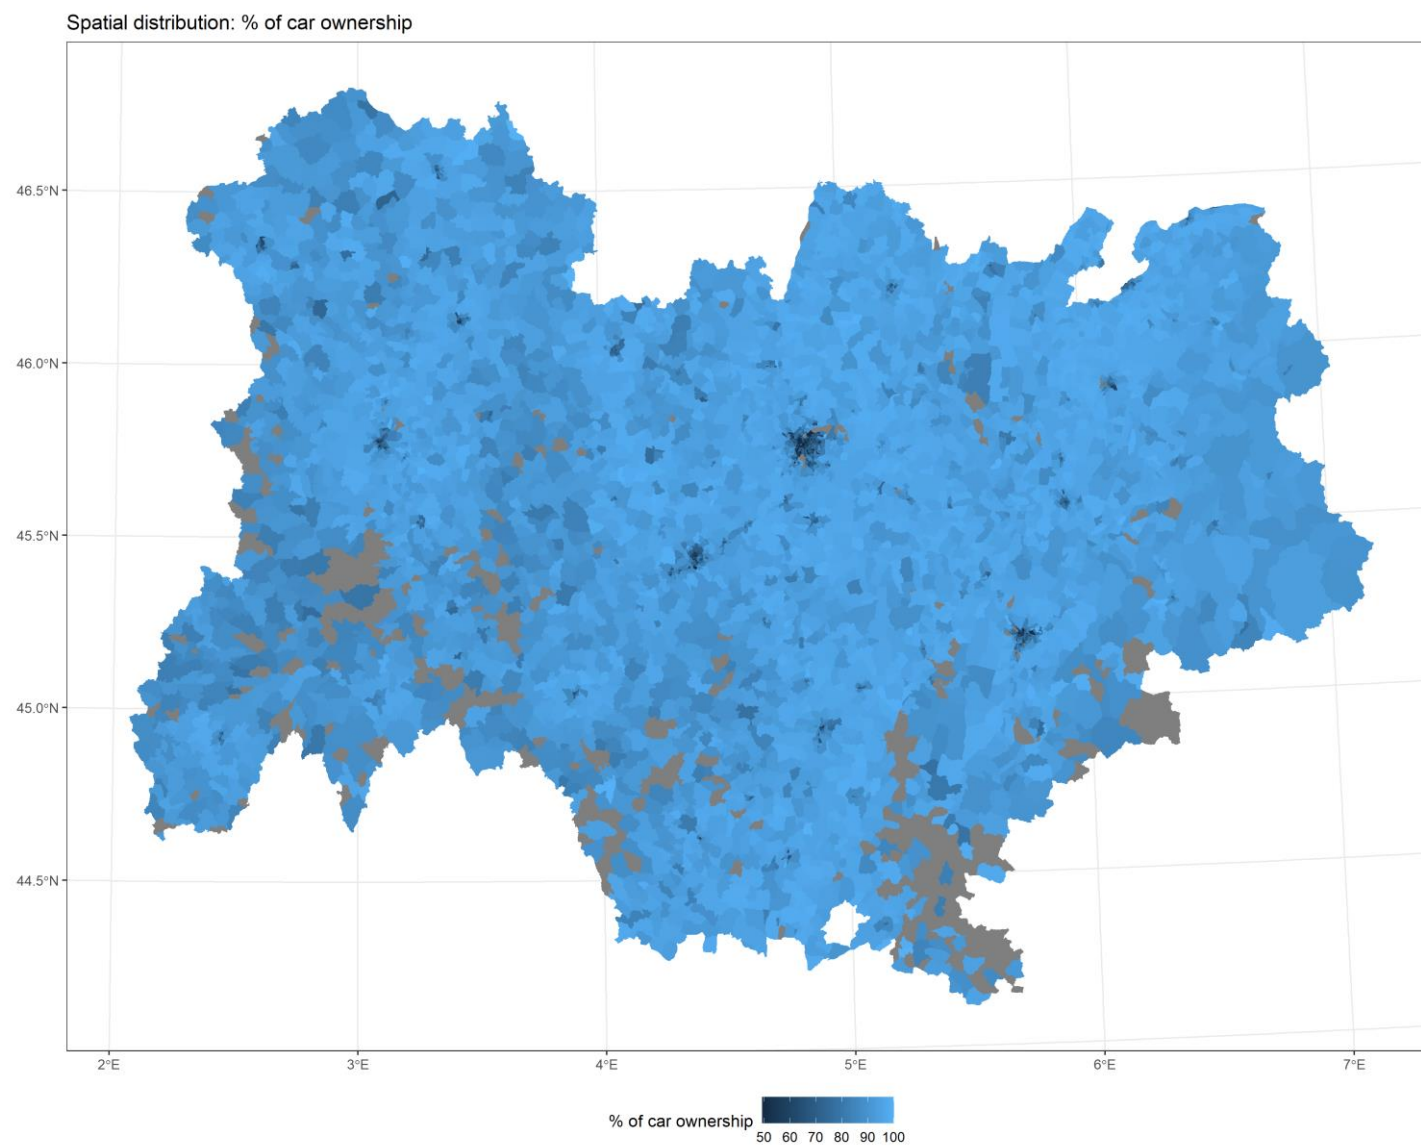 Spatial distribution: % of car ownership
46.5°N
46.0°N
45.5°N
45.0°N
44.5°N
2°E 3°E 4°E 5°E 6°E 7°E
% of car ownership
50 60 70 80 90 100